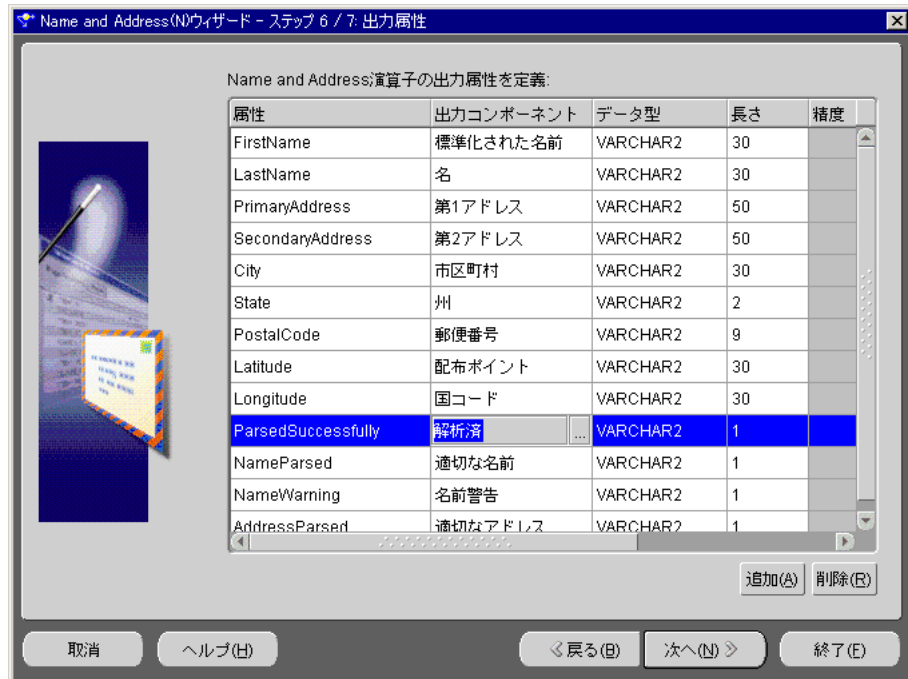 Name and Address(N)ウィザード - ステップ 6 / 7: 出力属性
Name and Address演算子の出力属性を定義:
属性 出力コンポーネント データ型 長さ 精度
FirstName 標準化された名前 VARCHAR2 30
LastName 名 VARCHAR2 30
PrimaryAddress 第1アドレス VARCHAR2 50
SecondaryAddress 第2アドレス VARCHAR2 50
City 市区町村 VARCHAR2 30
State 州 VARCHAR2 2
PostalCode 郵便番号 VARCHAR2 9
Latitude 配布ポイント VARCHAR2 30
Longitude 国コード VARCHAR2 30
ParsedSuccessfully 解析済 ... VARCHAR2 1
NameParsed 適切な名前 VARCHAR2 1
NameWarning 名前警告 VARCHAR2 1
AddressParsed 適切なアドレス VARCHAR2 1
追加(A) 削除(R)
取消 ヘルプ(H) 戻る(B) 次へ(N) 終了(F)